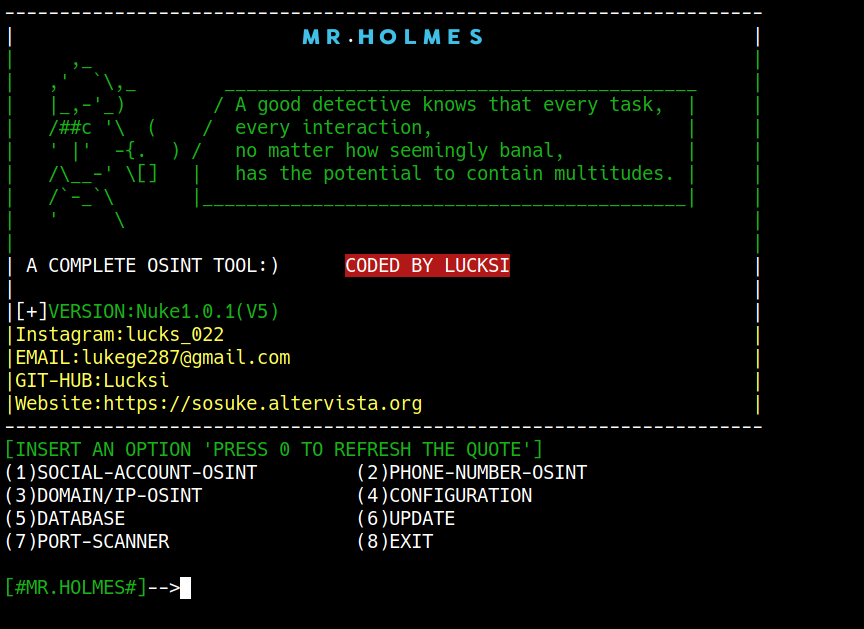 MR.HOLMES
A good detective knows that every task,
every interaction,
no matter how seemingly banal,
has the potential to contain multitudes.
A COMPLETE OSINT TOOL:) CODED BY LUCKSI
[+]VERSION:Nuke1.0.1(V5)
Instagram:lucks_022
EMAIL:lukege287@gmail.com
GIT-HUB:Lucksi
Website:https://sosuke.altervista.org
[INSERT AN OPTION 'PRESS 0 TO REFRESH THE QUOTE']
(1)SOCIAL-ACCOUNT-OSINT (2)PHONE-NUMBER-OSINT
(3)DOMAIN/IP-OSINT (4)CONFIGURATION
(5)DATABASE (6)UPDATE
(7)PORT-SCANNER (8)EXIT
[#MR.HOLMES#]-->